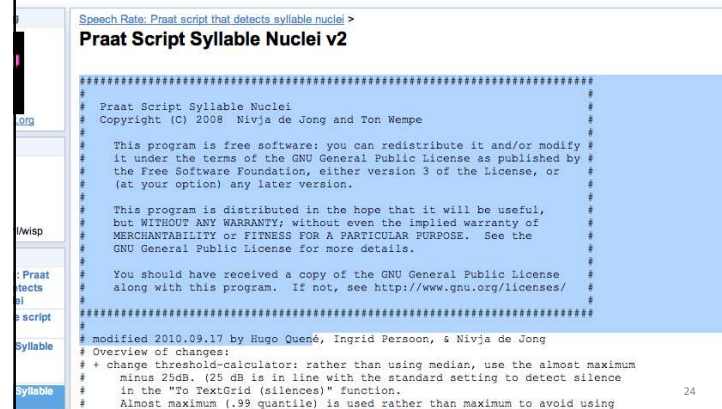 Speech Rate: Praat script that detects syllable nuclei >
Praat Script Syllable Nuclei v2
###########################################################################
#                                                                         #
#  Praat Script Syllable Nuclei                                           #
#  Copyright (C) 2008  Nivja de Jong and Ton Wempe                        #
#                                                                         #
#    This program is free software: you can redistribute it and/or modify #
#    it under the terms of the GNU General Public License as published by #
#    the Free Software Foundation, either version 3 of the License, or    #
#    (at your option) any later version.                                  #
#                                                                         #
#    This program is distributed in the hope that it will be useful,      #
#    but WITHOUT ANY WARRANTY; without even the implied warranty of       #
#    MERCHANTABILITY or FITNESS FOR A PARTICULAR PURPOSE.  See the        #
#    GNU General Public License for more details.                         #
#                                                                         #
#    You should have received a copy of the GNU General Public License    #
#    along with this program.  If not, see http://www.gnu.org/licenses/   #
#                                                                         #
###########################################################################
#
# modified 2010.09.17 by Hugo Quené, Ingrid Persoon, & Nivja de Jong
# Overview of changes:
# + change threshold-calculator: rather than using median, use the almost maximum
#     minus 25dB. (25 dB is in line with the standard setting to detect silence
#     in the "To TextGrid (silences)" function.
#     Almost maximum (.99 quantile) is used rather than maximum to avoid using
.org
l/wisp
: Praat
etects
ei
e script
Syllable
Syllable
24